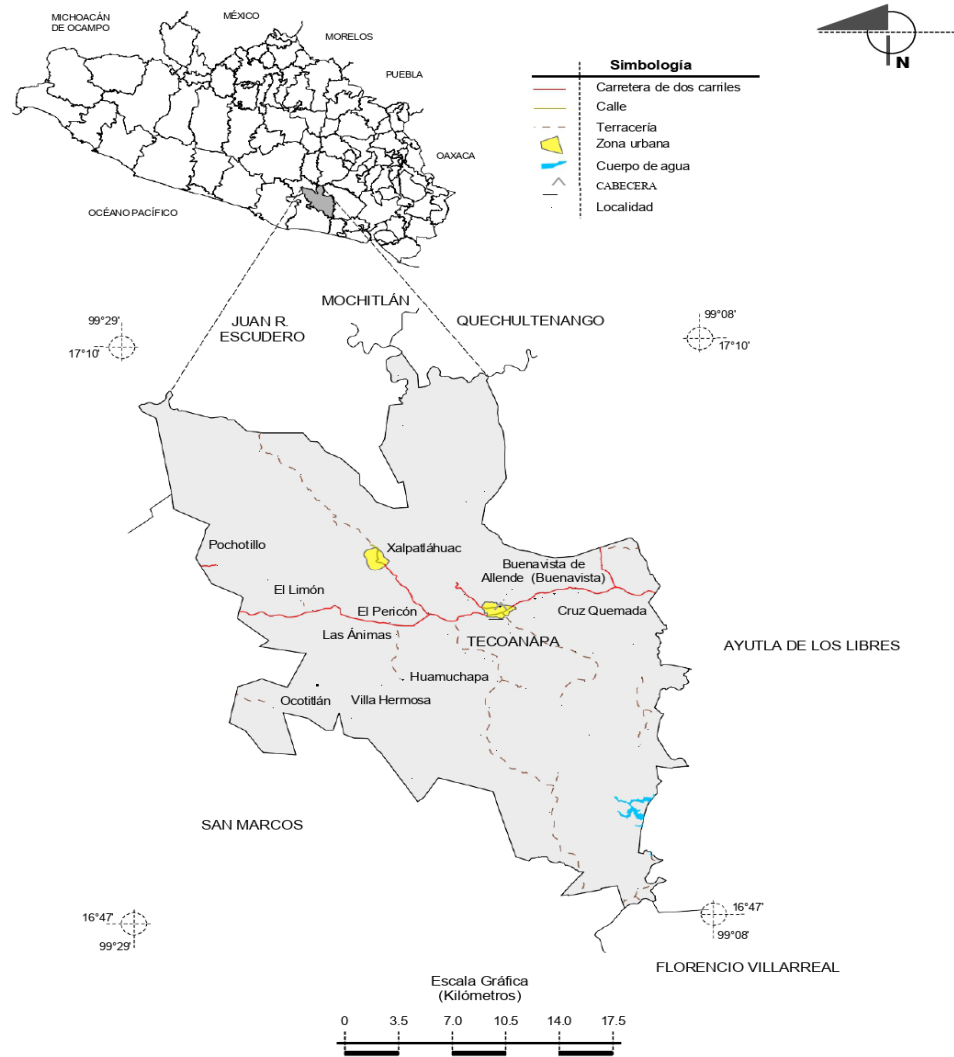 MICHOACÁN
DE OCAMPO
MÉXICO
MORELOS
PUEBLA
OAXACA
OCÉANO PACÍFICO
N
Simbología
Carretera de dos carriles
Calle
Terracería
Zona urbana
Cuerpo de agua
CABECERA
Localidad
MOCHITLÁN
JUAN R.
ESCUDERO
QUECHULTENANGO
99°29'
17°10'
99°08'
17°10'
Pochotillo
Xalpatláhuac
Buenavista de
Allende (Buenavista)
El Limón
El Pericón
Cruz Quemada
Las Ánimas
TECOANAPA
AYUTLA DE LOS LIBRES
Huamuchapa
Ocotitlán
Villa Hermosa
SAN MARCOS
16°47'
99°29'
16°47'
99°08'
FLORENCIO VILLARREAL
Escala Gráfica
(Kilómetros)
0 3.5 7.0 10.5 14.0 17.5